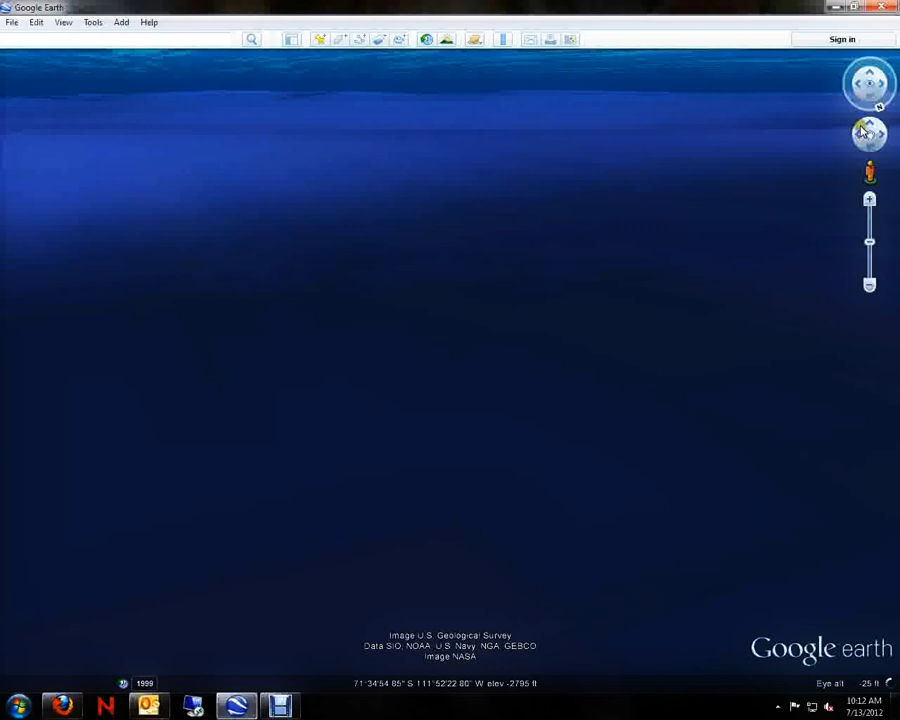 Google Earth
File Edit View Tools Add Help
Sign in
N
Image U.S. Geological Survey
Data SIO, NOAA, U.S. Navy, NGA, GEBCO
Image NASA
Google earth
1999
71°34'54.85" S 111°52'22.80" W elev -2795 ft
Eye alt -25 ft
10:12 AM
7/13/2012